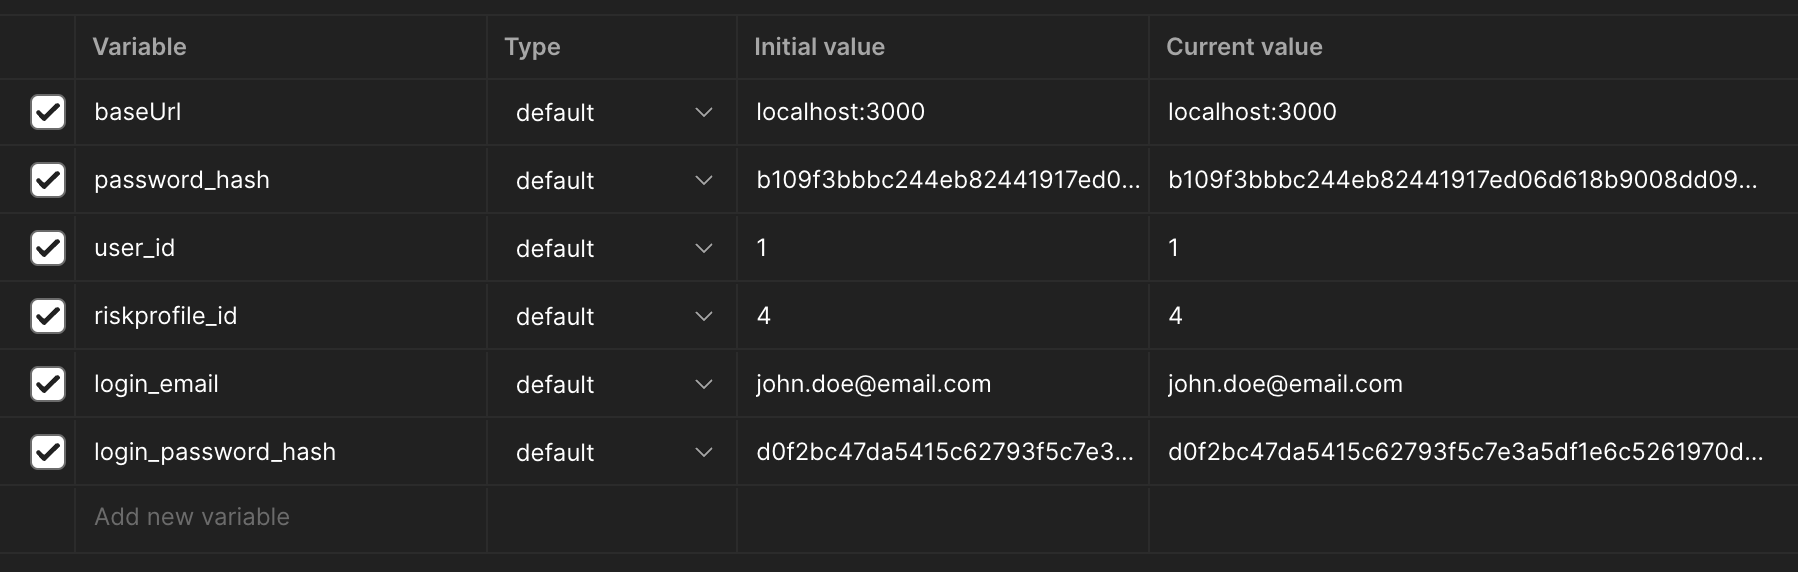 Variable Type Initial value Current value
baseUrl default localhost:3000 localhost:3000
password_hash default b109f3bbbc244eb82441917ed0... b109f3bbbc244eb82441917ed06d618b9008dd09...
user_id default 1 1
riskprofile_id default 4 4
login_email default john.doe@email.com john.doe@email.com
login_password_hash default d0f2bc47da5415c62793f5c7e3... d0f2bc47da5415c62793f5c7e3a5df1e6c5261970d...
Add new variable